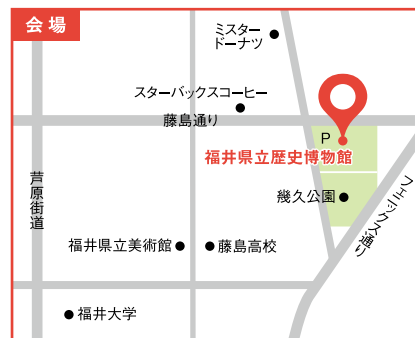 会場
ミスター
ドーナツ
スターバックスコーヒー
藤島通り
P
福井県立歴史博物館
芦原街道
幾久公園
フェニックス通り
福井県立美術館
藤島高校
福井大学